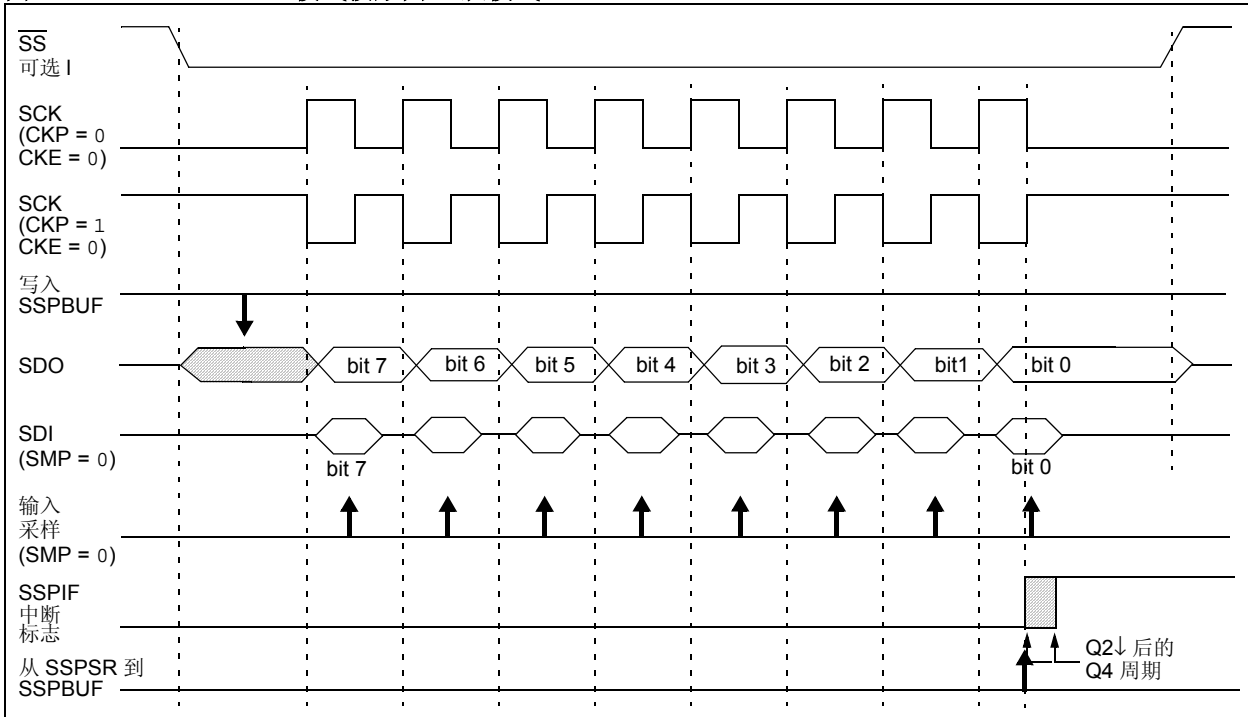 SS
可选 I
SCK
(CKP = 0
CKE = 0)
SCK
(CKP = 1
CKE = 0)
写入
SSPBUF
SDO
bit 7
bit 6
bit 5
bit 4
bit 3
bit 2
bit1
bit 0
SDI
(SMP = 0)
bit 7
bit 0
输入
采样
(SMP = 0)
SSPIF
中断
标志
Q2↓ 后的
Q4 周期
从 SSPSR 到
SSPBUF